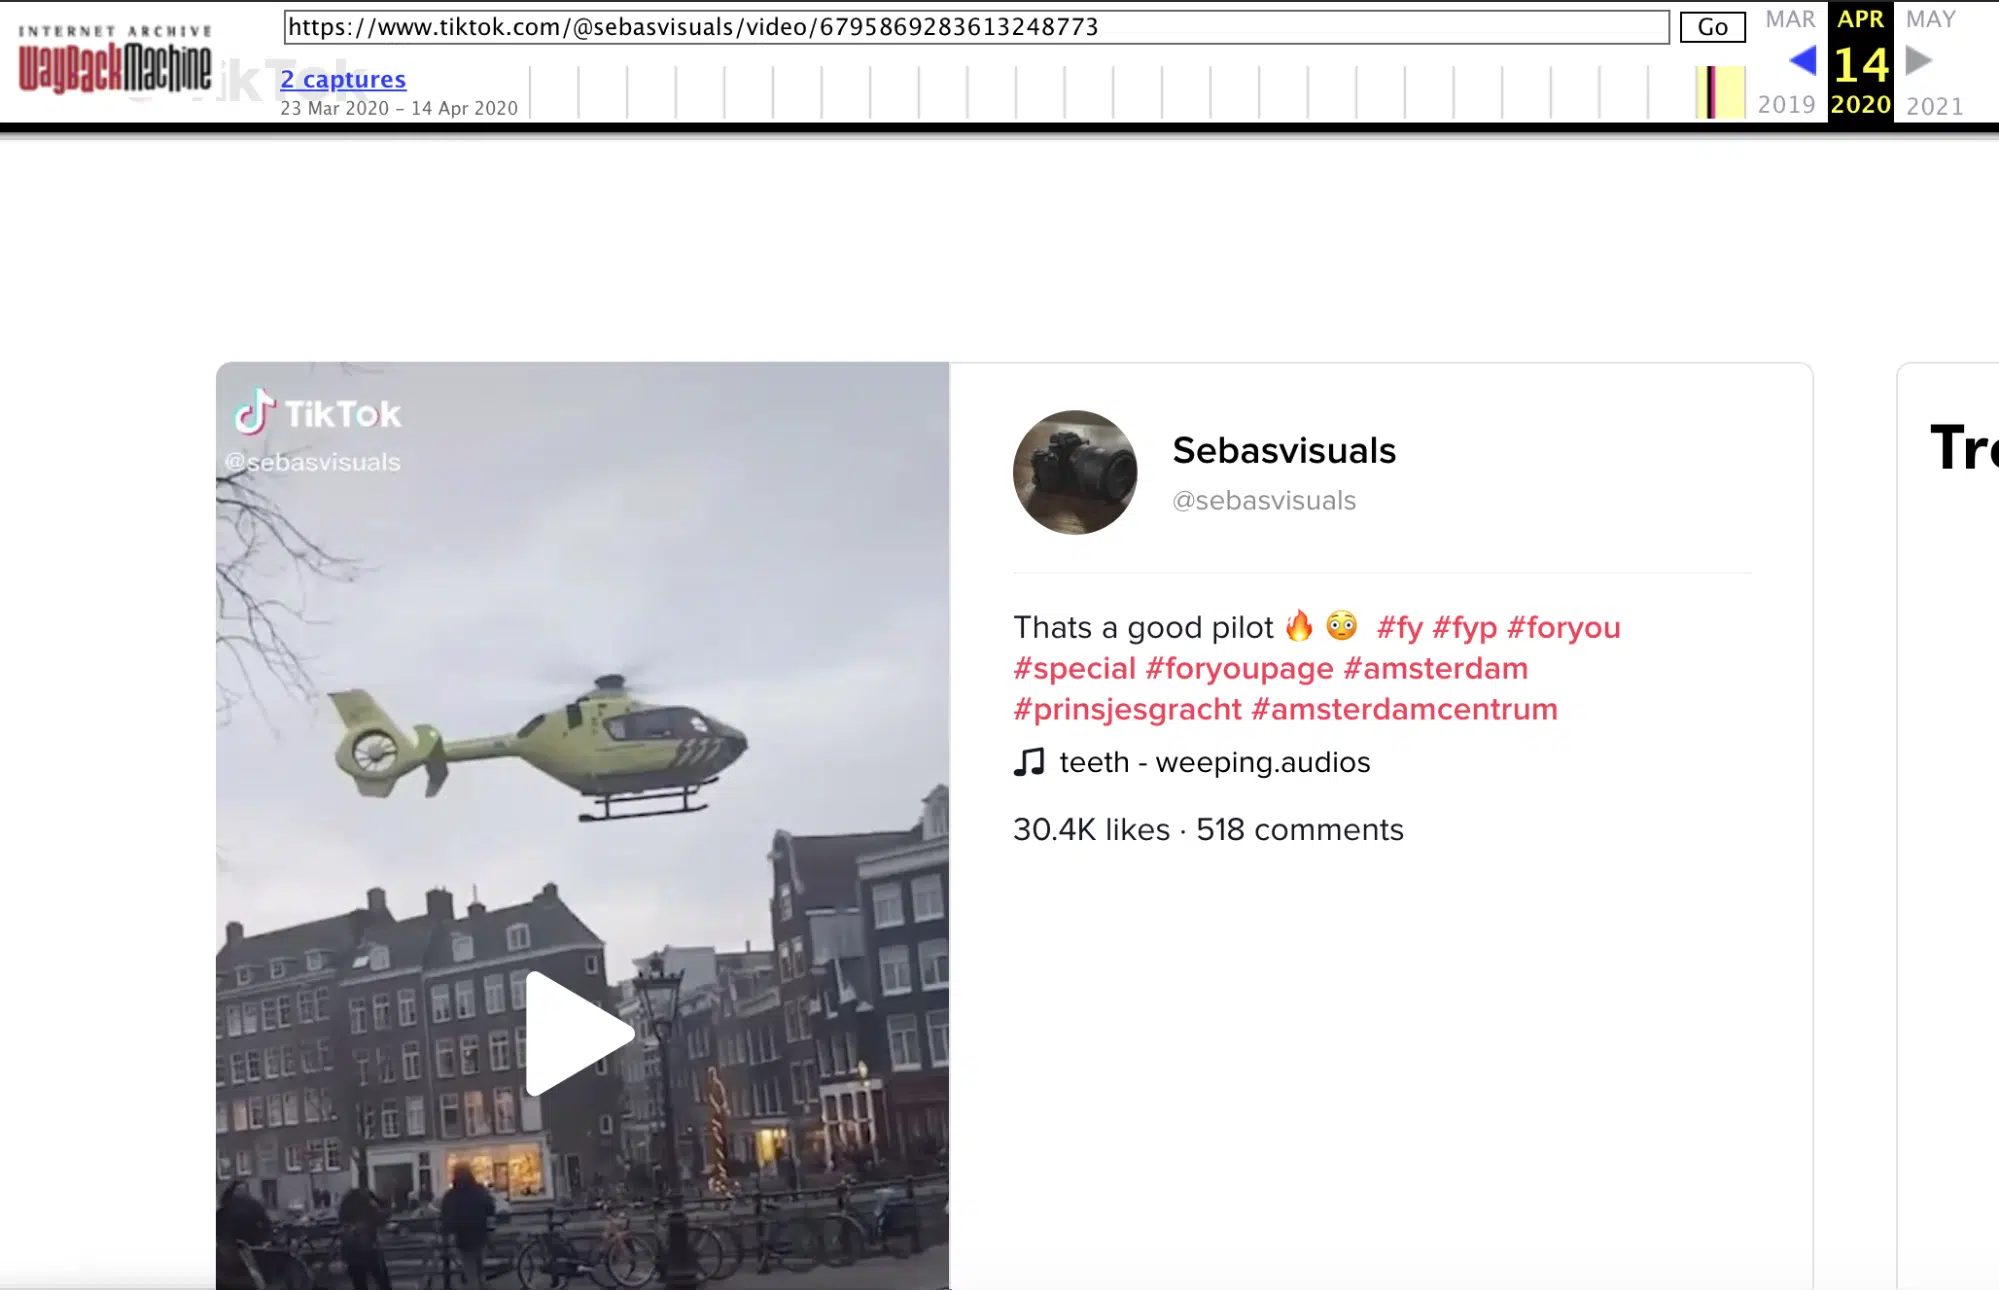 INTERNET ARCHIVE
WayBackMachine
https://www.tiktok.com/@sebasvisuals/video/6795869283613248773
Go
2 captures
23 Mar 2020 – 14 Apr 2020
MAR APR MAY
14
2019 2020 2021
TikTok
@sebasvisuals
Sebasvisuals
@sebasvisuals
Thats a good pilot 🔥 😳 #fy #fyp #foryou
#special #foryoupage #amsterdam
#prinsjesgracht #amsterdamcentrum
teeth - weeping.audios
30.4K likes · 518 comments